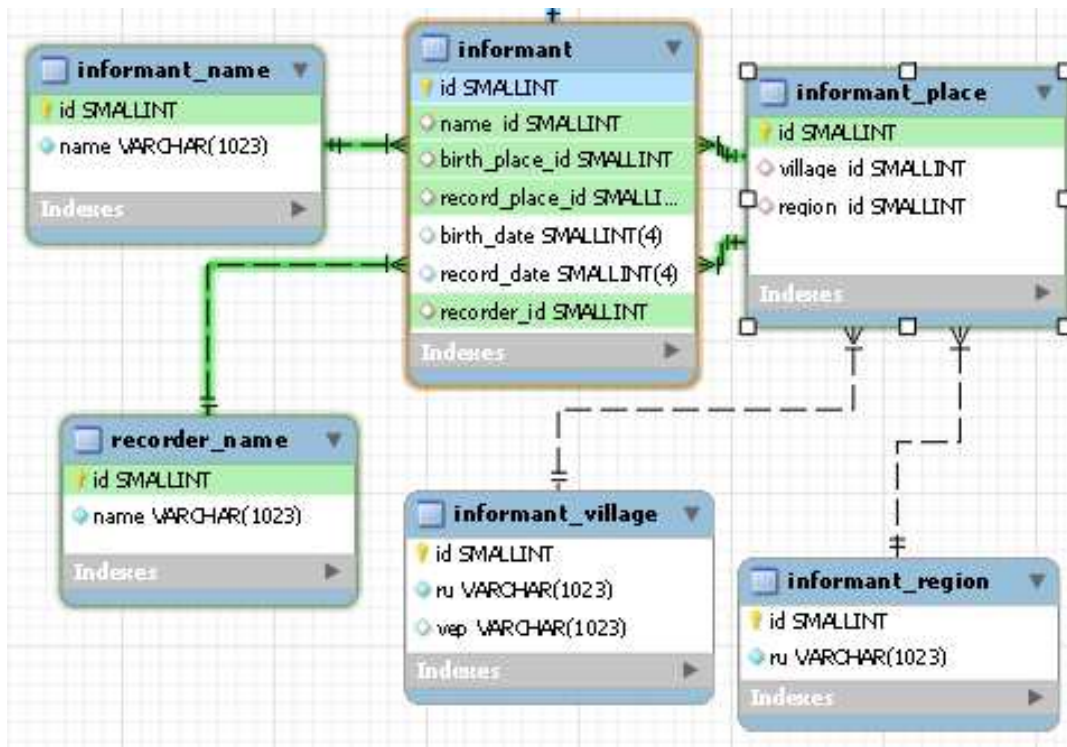 informant_name
id SMALLINT
name VARCHAR(1023)
Indexes
informant
id SMALLINT
name_id SMALLINT
birth_place_id SMALLINT
record_place_id SMALLI...
birth_date SMALLINT(4)
record_date SMALLINT(4)
recorder_id SMALLINT
Indexes
informant_place
id SMALLINT
village_id SMALLINT
region_id SMALLINT
Indexes
recorder_name
id SMALLINT
name VARCHAR(1023)
Indexes
informant_village
id SMALLINT
ru VARCHAR(1023)
vep VARCHAR(1023)
Indexes
informant_region
id SMALLINT
ru VARCHAR(1023)
Indexes